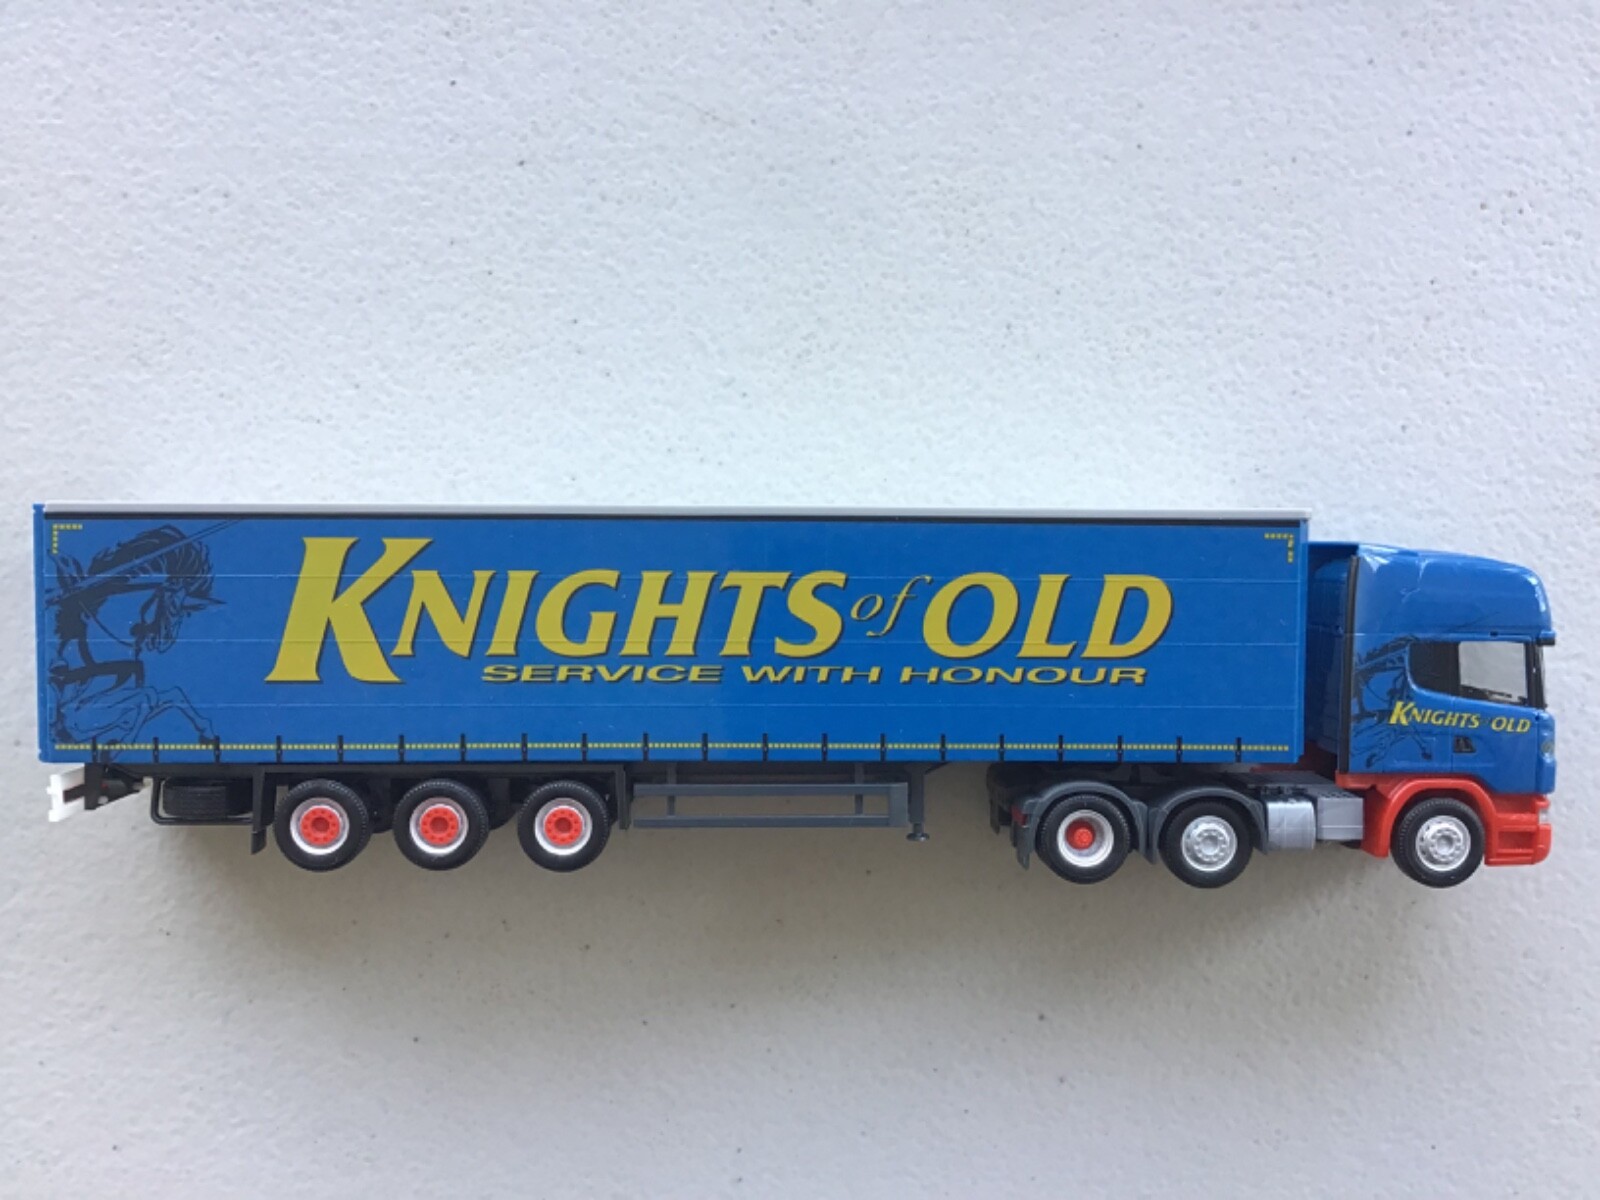 KNIGHTS of OLD
SERVICE WITH HONOUR
KNIGHTS OLD